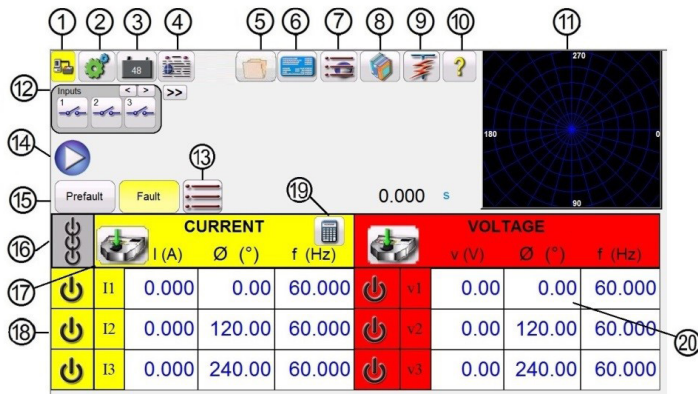 1 2 3 4 5 6 7 8 9 10 11
48 ?
270
180 0
90
12 Inputs < > >>
1 2 3
14
13
15 Prefault Fault 0.000 s
19
16 CURRENT VOLTAGE
I (A) Ø (°) f (Hz) v (V) Ø (°) f (Hz)
17
I1 0.000 0.00 60.000 v1 0.00 0.00 60.000
18 I2 0.000 120.00 60.000 v2 0.00 120.00 60.000
20
I3 0.000 240.00 60.000 v3 0.00 240.00 60.000